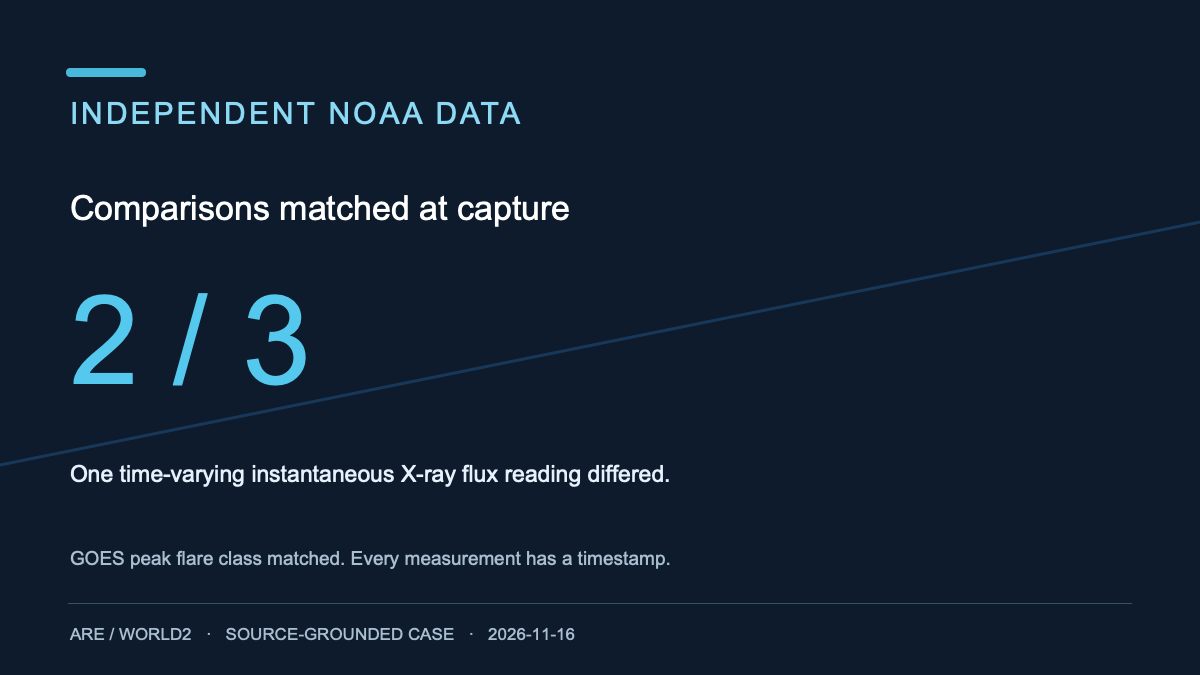 INDEPENDENT NOAA DATA
Comparisons matched at capture
2 / 3
One time-varying instantaneous X-ray flux reading differed.
GOES peak flare class matched. Every measurement has a timestamp.
ARE / WORLD2 · SOURCE-GROUNDED CASE · 2026-11-16